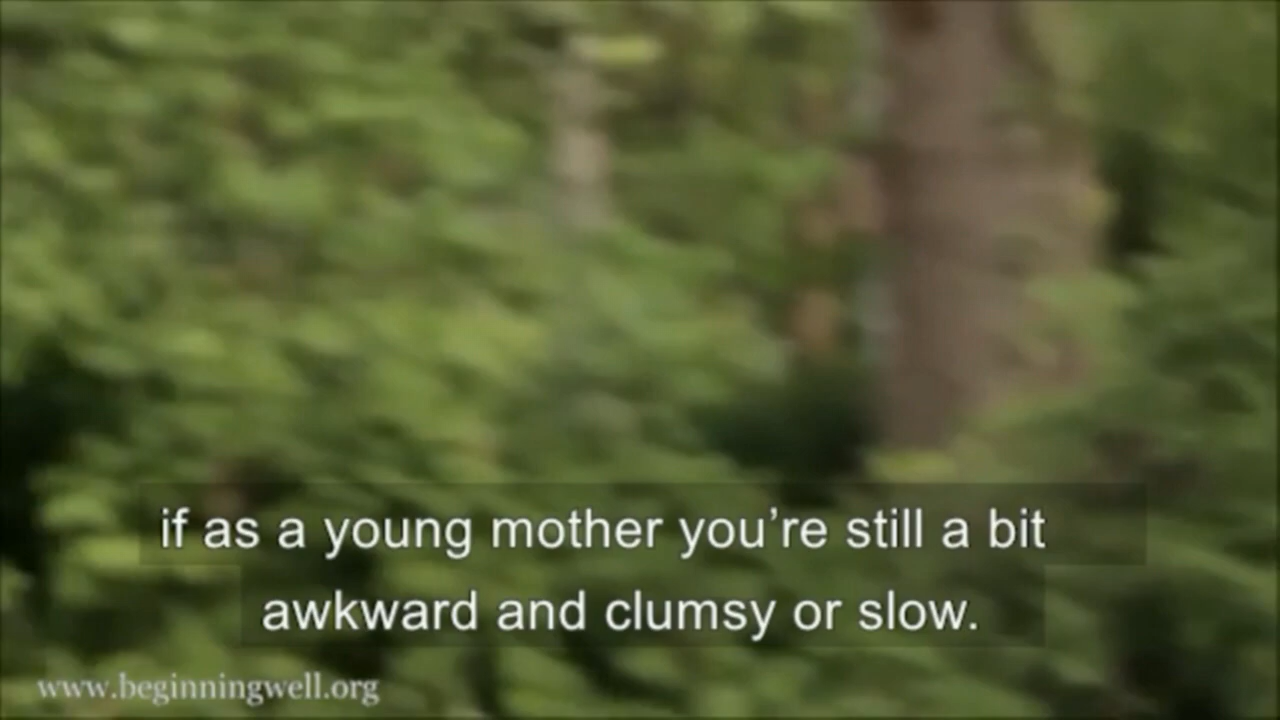 if as a young mother you’re still a bit
awkward and clumsy or slow.
www.beginningwell.org